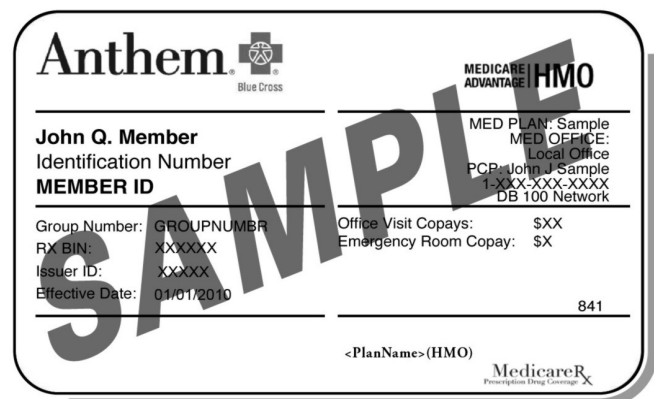 Anthem.
Blue Cross
MEDICARE
ADVANTAGE
HMO
John Q. Member
Identification Number
MEMBER ID
MED PLAN: Sample
MED OFFICE:
Local Office
PCP: John J Sample
1-XXX-XXX-XXXX
DB 100 Network
Group Number: GROUPNUMBR
RX BIN: XXXXXX
Issuer ID: XXXXX
Effective Date: 01/01/2010
Office Visit Copays: $XX
Emergency Room Copay: $X
841
<PlanName>(HMO)
MedicareRx
Prescription Drug Coverage
SAMPLE